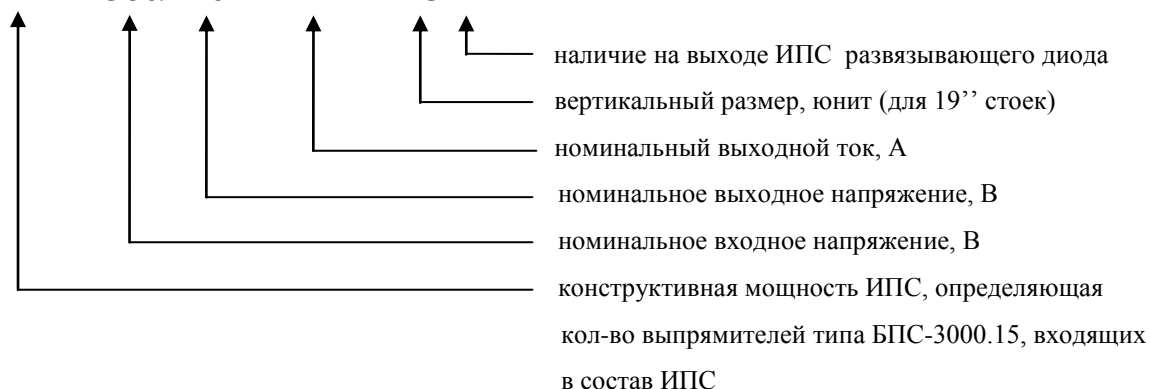 наличие на выходе ИПС развязывающего диода
вертикальный размер, юнит (для 19’’ стоек)
номинальный выходной ток, А
номинальное выходное напряжение, В
номинальное входное напряжение, В
конструктивная мощность ИПС, определяющая
кол-во выпрямителей типа БПС-3000.15, входящих
в состав ИПС